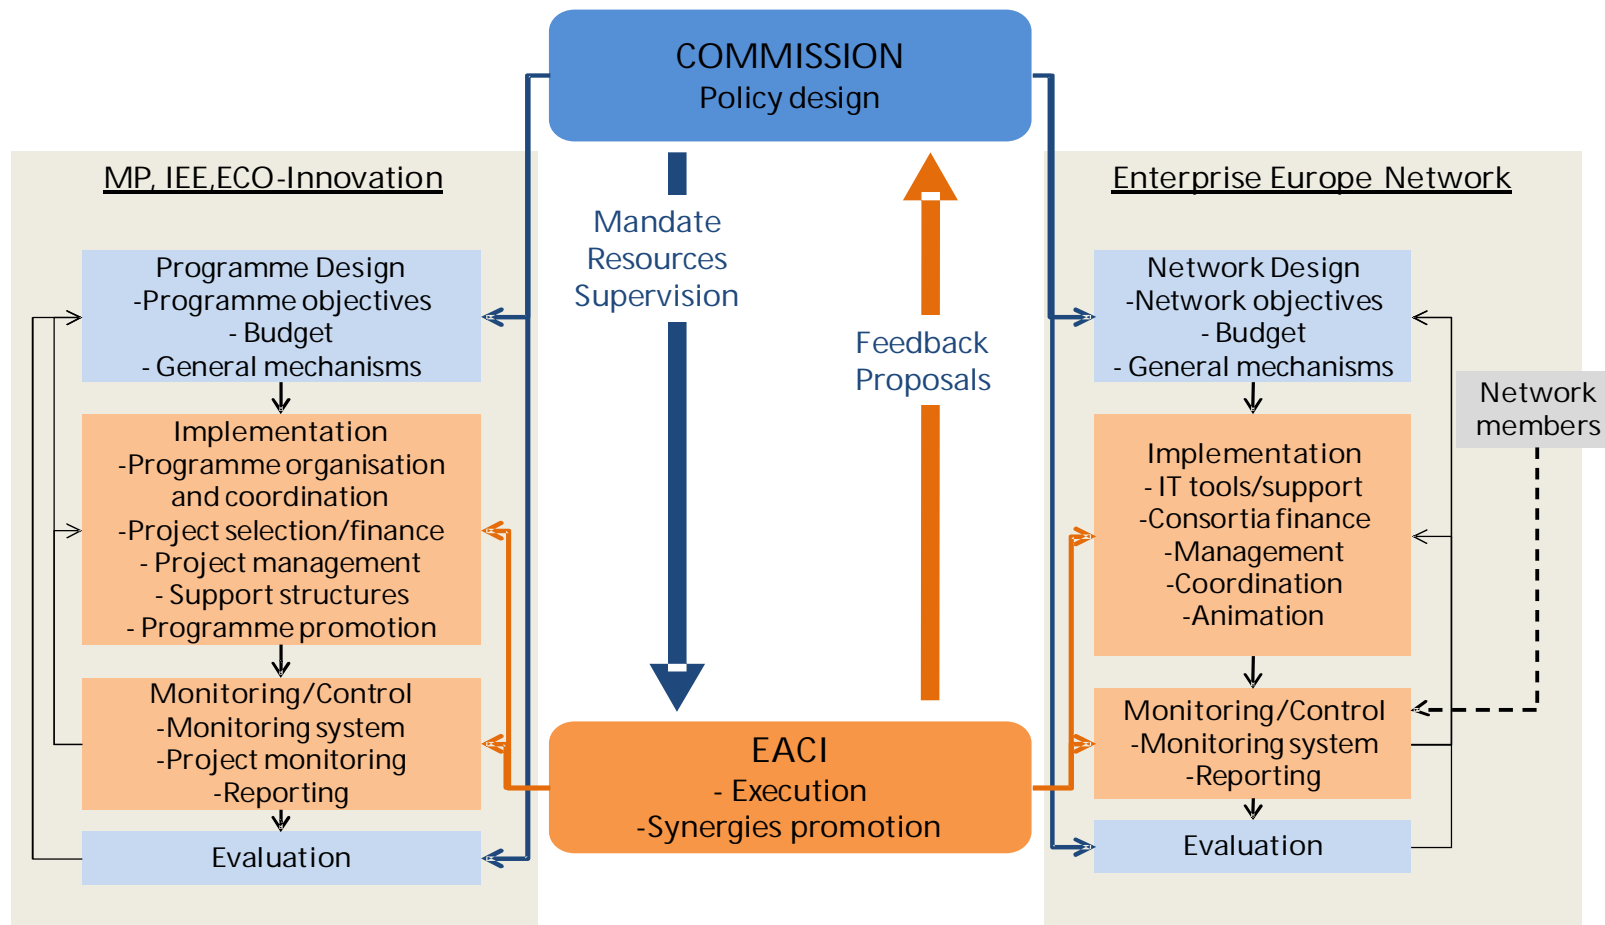 COMMISSION
Policy design
MP, IEE,ECO-Innovation
Programme Design
-Programme objectives
- Budget
- General mechanisms
Implementation
-Programme organisation
and coordination
-Project selection/finance
- Project management
- Support structures
- Programme promotion
Monitoring/Control
-Monitoring system
-Project monitoring
-Reporting
Evaluation
Mandate
Resources
Supervision
Feedback
Proposals
EACI
- Execution
-Synergies promotion
Enterprise Europe Network
Network Design
-Network objectives
- Budget
- General mechanisms
Network
members
Implementation
- IT tools/support
-Consortia finance
-Management
-Coordination
-Animation
Monitoring/Control
-Monitoring system
-Reporting
Evaluation